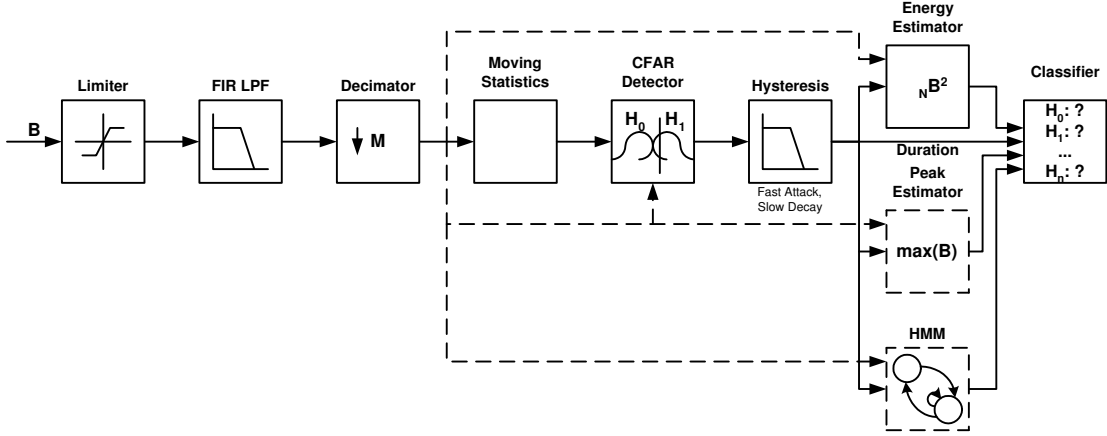 Energy
Estimator
Limiter
FIR LPF
Decimator
Moving
Statistics
CFAR
Detector
Hysteresis
Classifier
B
M
H0
H1
NB2
H0: ?
H1: ?
...
Hn: ?
Duration
Fast Attack,
Slow Decay
Peak
Estimator
max(B)
HMM